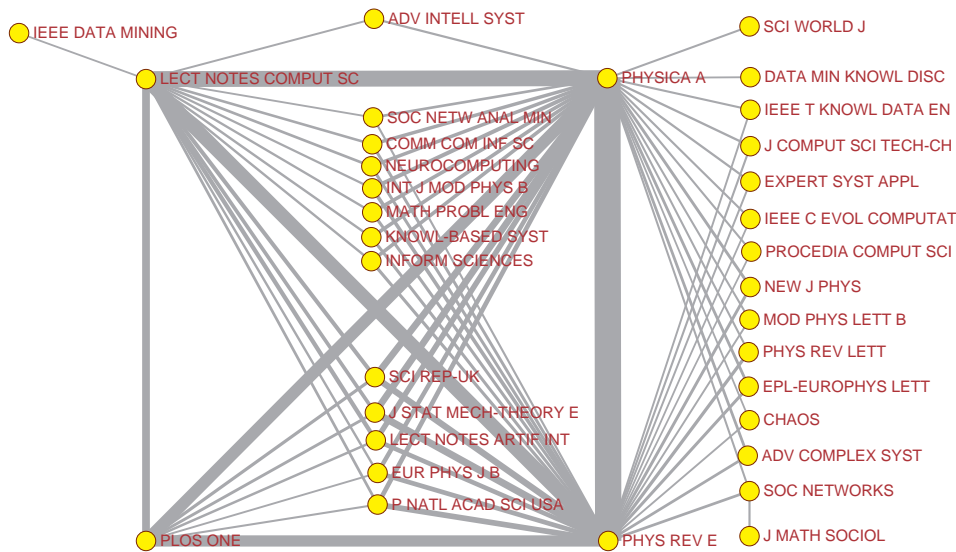 ADV INTELL SYST
SCI WORLD J
IEEE DATA MINING
LECT NOTES COMPUT SC
PHYSICA A
DATA MIN KNOWL DISC
IEEE T KNOWL DATA EN
SOC NETW ANAL MIN
COMM COM INF SC
J COMPUT SCI TECH-CH
NEUROCOMPUTING
EXPERT SYST APPL
INT J MOD PHYS B
MATH PROBL ENG
IEEE C EVOL COMPUTAT
KNOWL-BASED SYST
PROCEDIA COMPUT SCI
INFORM SCIENCES
NEW J PHYS
MOD PHYS LETT B
PHYS REV LETT
SCI REP-UK
EPL-EUROPHYS LETT
J STAT MECH-THEORY E
CHAOS
LECT NOTES ARTIF INT
ADV COMPLEX SYST
EUR PHYS J B
SOC NETWORKS
P NATL ACAD SCI USA
J MATH SOCIOL
PLOS ONE
PHYS REV E